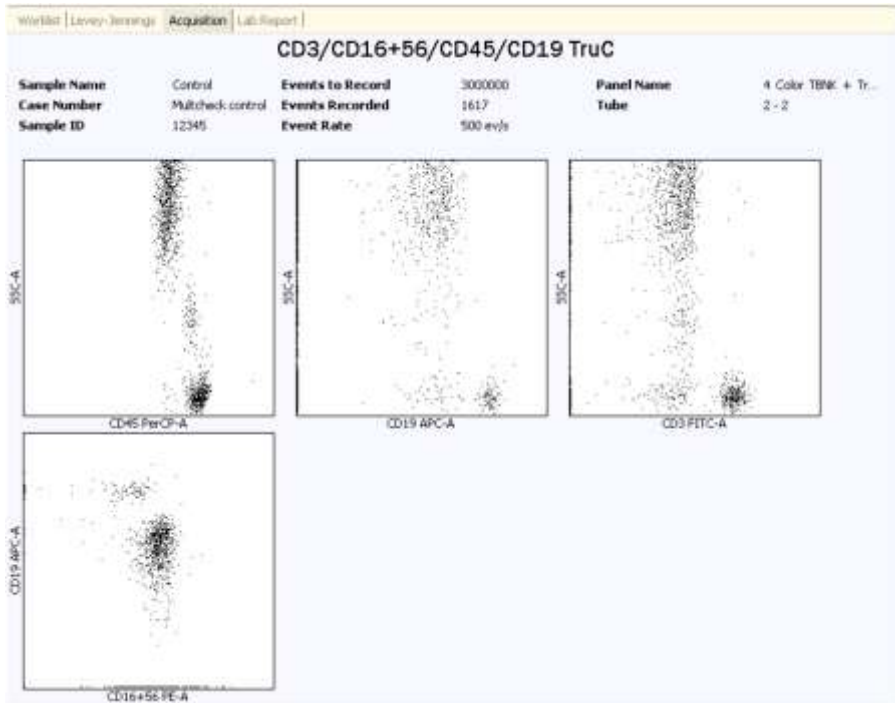 Worklist | Levey-Jennings Acquisition Lab Report
CD3/CD16+56/CD45/CD19 TruC
Sample Name Control Events to Record 3000000 Panel Name 4 Color TBNK + Tr...
Case Number Multicheck control Events Recorded 1617 Tube 2 - 2
Sample ID 12345 Event Rate 500 ev/s
SSC-A SSC-A SSC-A
CD45 PerCP-A CD19 APC-A CD3 FITC-A
CD19 APC-A
CD16+56 PE-A